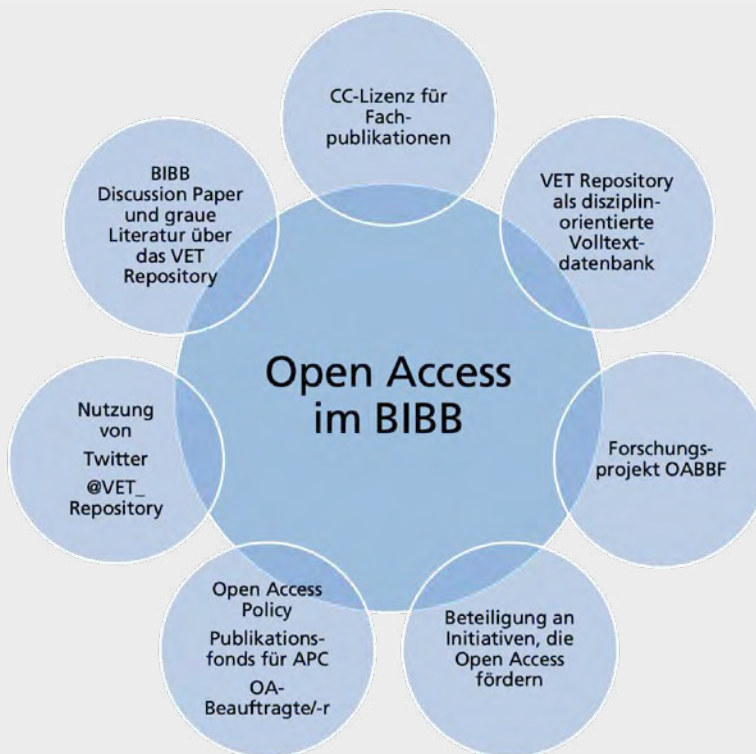 CC-Lizenz für
Fach-
publikationen
VET Repository
als disziplin-
orientierte
Volltext-
datenbank
Forschungs-
projekt OABBF
Beteiligung an
Initiativen, die
Open Access
fördern
Open Access
Policy
Publikations-
fonds für APC
OA-
Beauftragte/-r
Nutzung
von
Twitter
@VET_
Repository
BIBB
Discussion Paper
und graue
Literatur über
das VET
Repository
Open Access
im BIBB